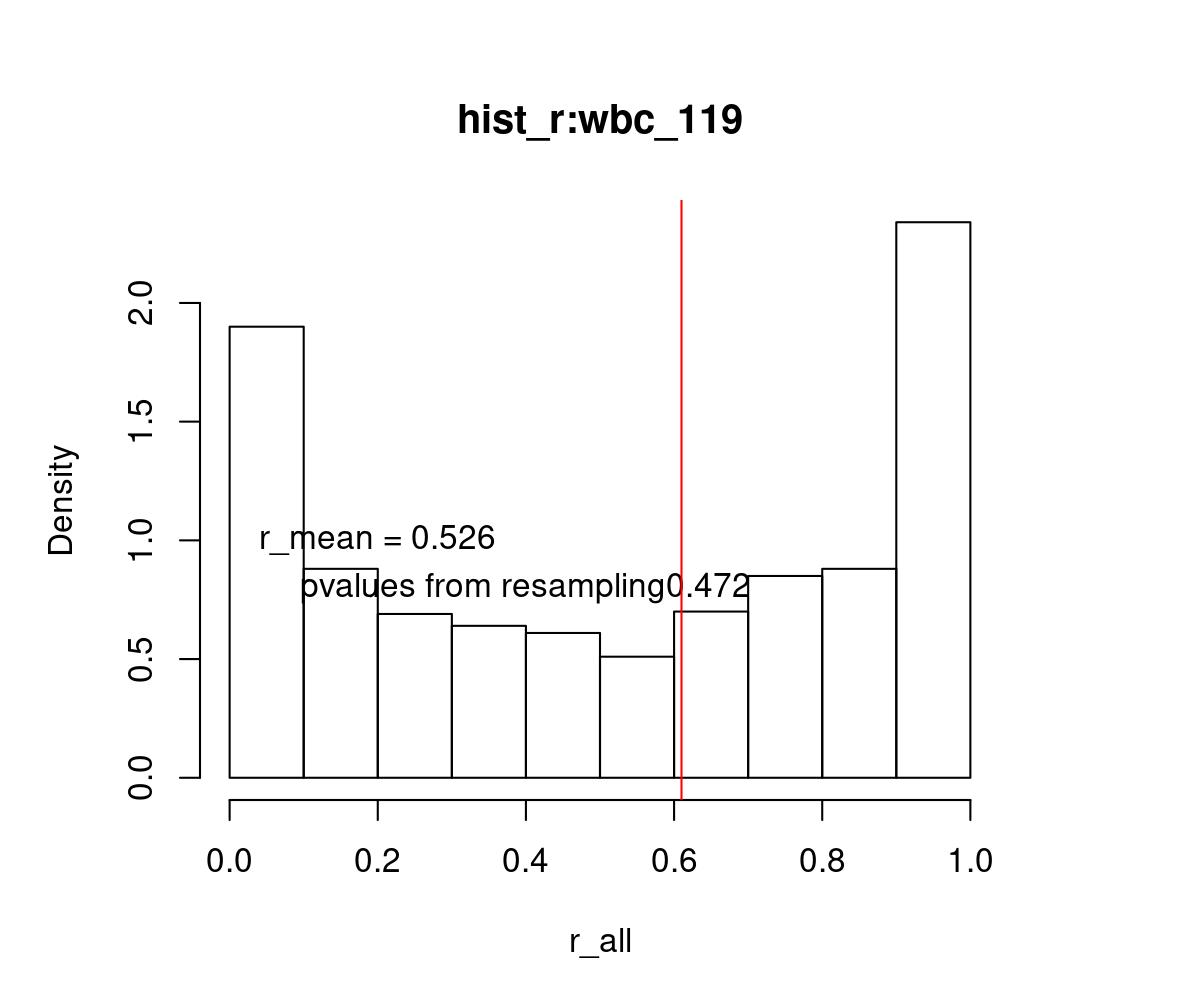 hist_r:wbc_119
Density
2.0
1.5
1.0
0.5
0.0
r_mean = 0.526
pvalues from resampling0.472
0.0 0.2 0.4 0.6 0.8 1.0
r_all